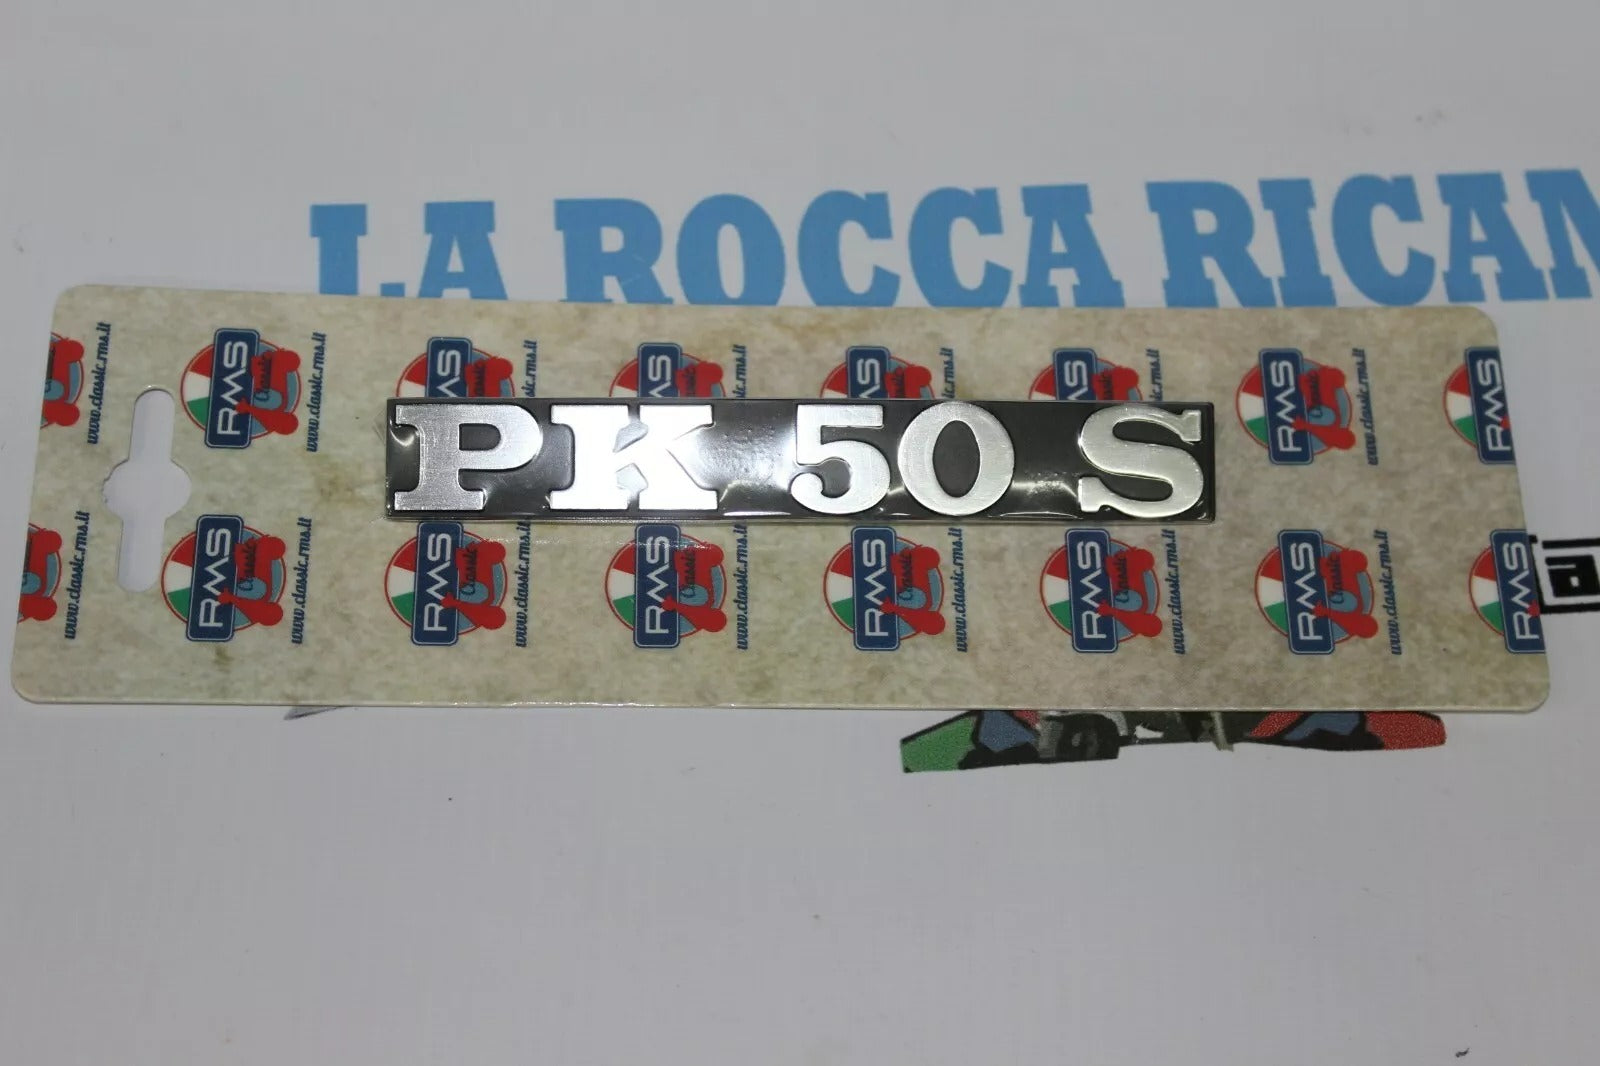 LA ROCCA RICAM
PK 50 S
RMS
Classic
www.classic.rms.it